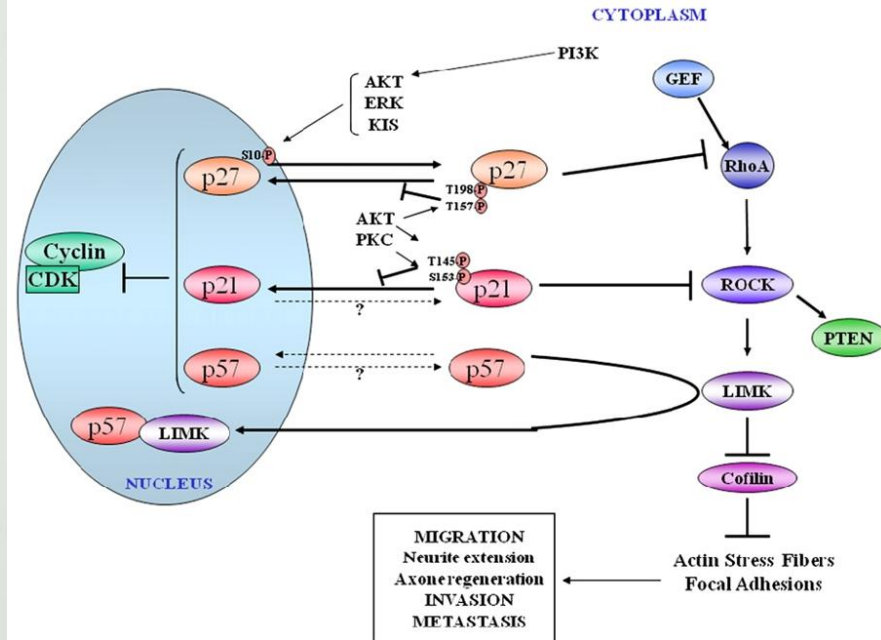 CYTOPLASM
PI3K
AKT
ERK
KIS
GEF
S10-P
p27
p27
RhoA
T198-P
T157-P
AKT
PKC
Cyclin
CDK
T145-P
S153-P
p21
p21
ROCK
?
PTEN
p57
p57
?
LIMK
p57
LIMK
NUCLEUS
Cofilin
MIGRATION
Neurite extension
Axone regeneration
INVASION
METASTASIS
Actin Stress Fibers
Focal Adhesions